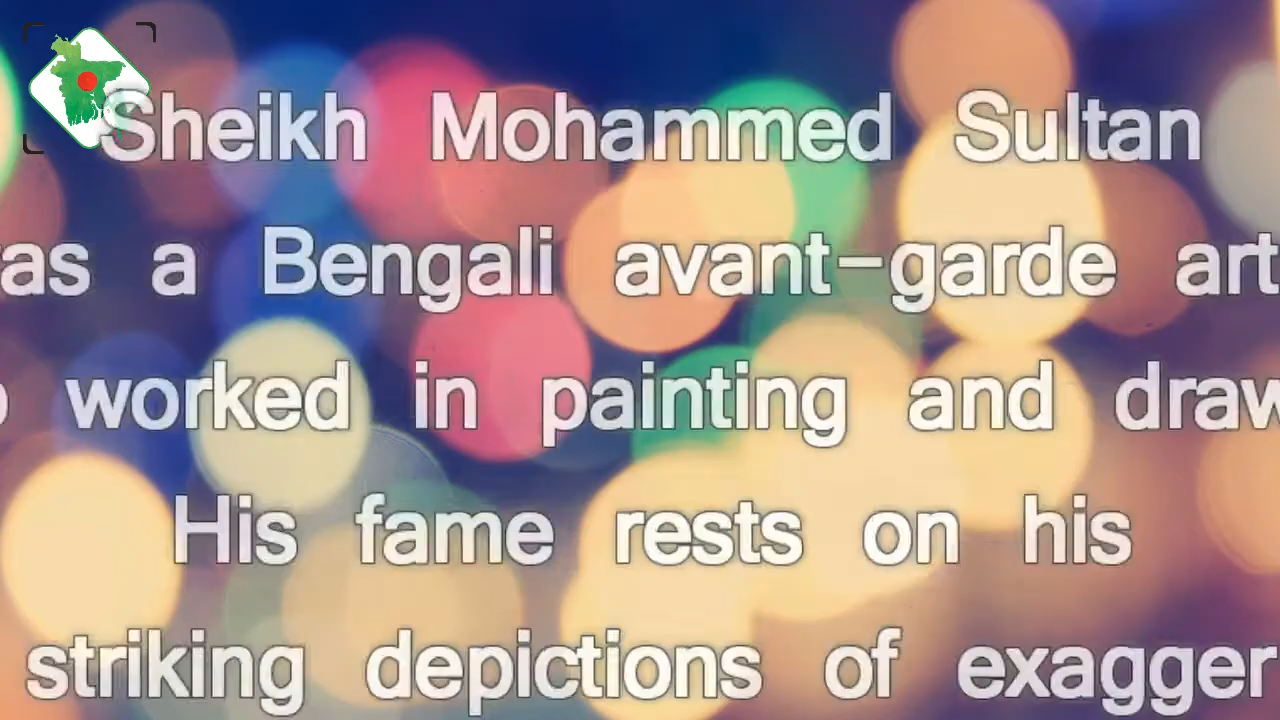 Sheikh Mohammed Sultan
as a Bengali avant-garde art
worked in painting and draw
His fame rests on his
striking depictions of exagger